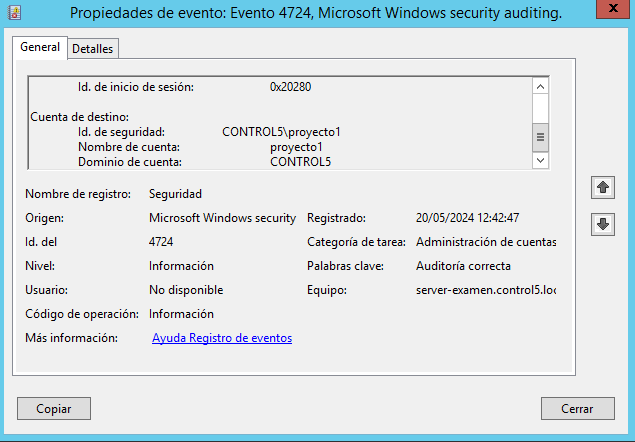 Propiedades de evento: Evento 4724, Microsoft Windows security auditing.
x
General Detalles
Id. de inicio de sesión: 0x20280
Cuenta de destino:
Id. de seguridad: CONTROL5\proyecto1
Nombre de cuenta: proyecto1
Dominio de cuenta: CONTROL5
Nombre de registro: Seguridad
Origen: Microsoft Windows security Registrado: 20/05/2024 12:42:47
Id. del 4724 Categoría de tarea: Administración de cuentas
Nivel: Información Palabras clave: Auditoría correcta
Usuario: No disponible Equipo: server-examen.control5.loc
Código de operación: Información
Más información: Ayuda Registro de eventos
Copiar Cerrar